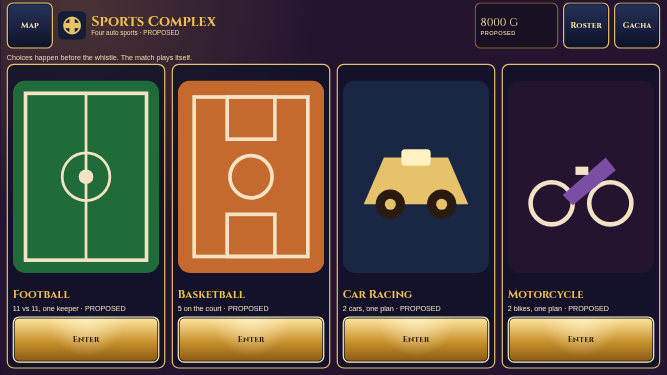 MAP
SPORTS COMPLEX
Four auto sports · PROPOSED
8000 G
PROPOSED
ROSTER
GACHA
Choices happen before the whistle. The match plays itself.
FOOTBALL
11 vs 11, one keeper · PROPOSED
ENTER
BASKETBALL
5 on the court · PROPOSED
ENTER
CAR RACING
2 cars, one plan · PROPOSED
ENTER
MOTORCYCLE
2 bikes, one plan · PROPOSED
ENTER